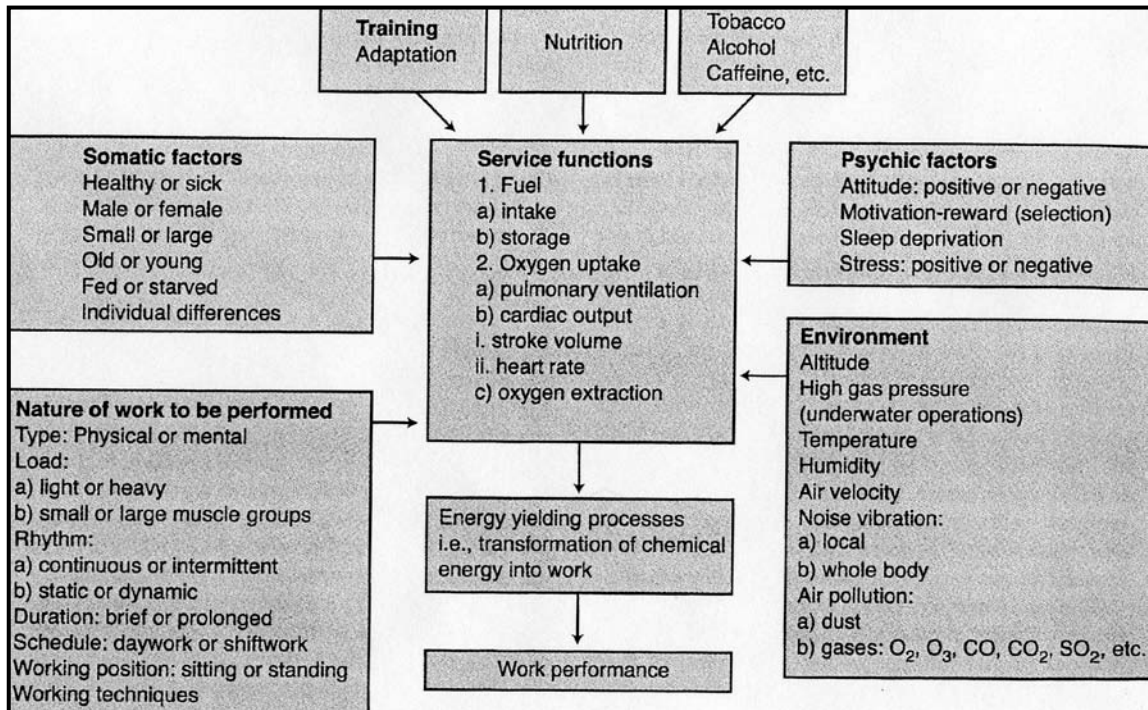 Training
Adaptation
Nutrition
Tobacco
Alcohol
Caffeine, etc.
Somatic factors
Healthy or sick
Male or female
Small or large
Old or young
Fed or starved
Individual differences
Service functions
1. Fuel
a) intake
b) storage
2. Oxygen uptake
a) pulmonary ventilation
b) cardiac output
i. stroke volume
ii. heart rate
c) oxygen extraction
Psychic factors
Attitude: positive or negative
Motivation-reward (selection)
Sleep deprivation
Stress: positive or negative
Nature of work to be performed
Type: Physical or mental
Load:
a) light or heavy
b) small or large muscle groups
Rhythm:
a) continuous or intermittent
b) static or dynamic
Duration: brief or prolonged
Schedule: daywork or shiftwork
Working position: sitting or standing
Working techniques
Environment
Altitude
High gas pressure
(underwater operations)
Temperature
Humidity
Air velocity
Noise vibration:
a) local
b) whole body
Air pollution:
a) dust
b) gases: O₂, O₃, CO, CO₂, SO₂, etc.
Energy yielding processes
i.e., transformation of chemical
energy into work
Work performance